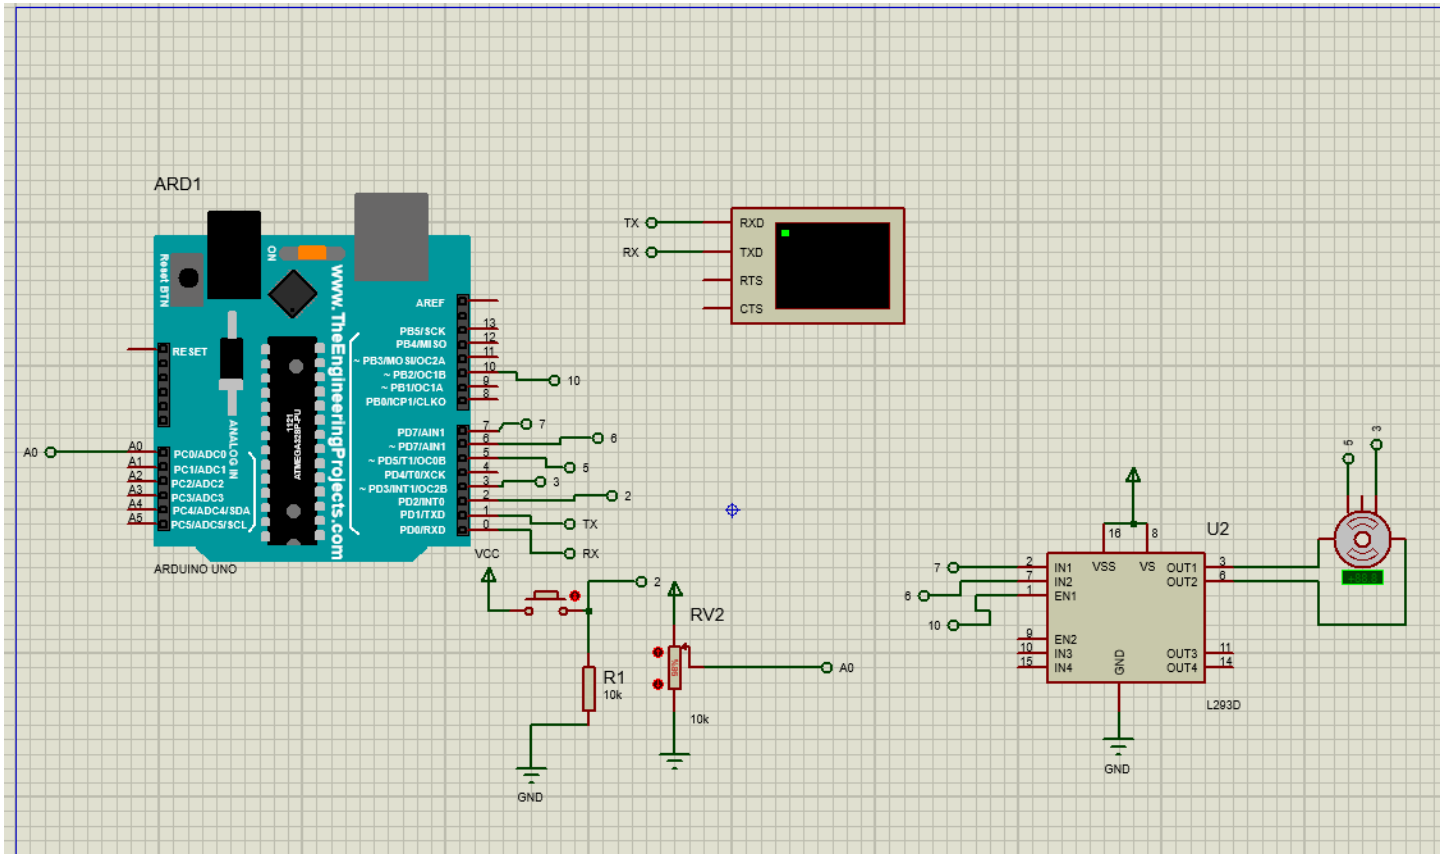 ARD1
ON
Reset BTN
www.TheEngineeringProjects.com
RESET
ANALOG IN
1121
ATMEGA328P-PU
AREF
13
PB5/SCK
12
PB4/MISO
11
~ PB3/MOSI/OC2A
10
~ PB2/OC1B
9
~ PB1/OC1A
8
PB0/ICP1/CLKO
10
7
PD7/AIN1
6
~ PD7/AIN1
5
~ PD5/T1/OC0B
4
PD4/T0/XCK
3
~ PD3/INT1/OC2B
2
PD2/INT0
1
PD1/TXD
0
PD0/RXD
7
6
5
3
2
TX
RX
A0
A0
PC0/ADC0
A1
PC1/ADC1
A2
PC2/ADC2
A3
PC3/ADC3
A4
PC4/ADC4/SDA
A5
PC5/ADC5/SCL
ARDUINO UNO
TX
RXD
RX
TXD
RTS
CTS
VCC
2
R1
10k
GND
RV2
A0
10k
U2
16
8
VSS
VS
7
2
IN1
6
7
IN2
10
1
EN1
9
EN2
10
IN3
15
IN4
GND
OUT1
3
OUT2
6
OUT3
11
OUT4
14
L293D
GND
5
3